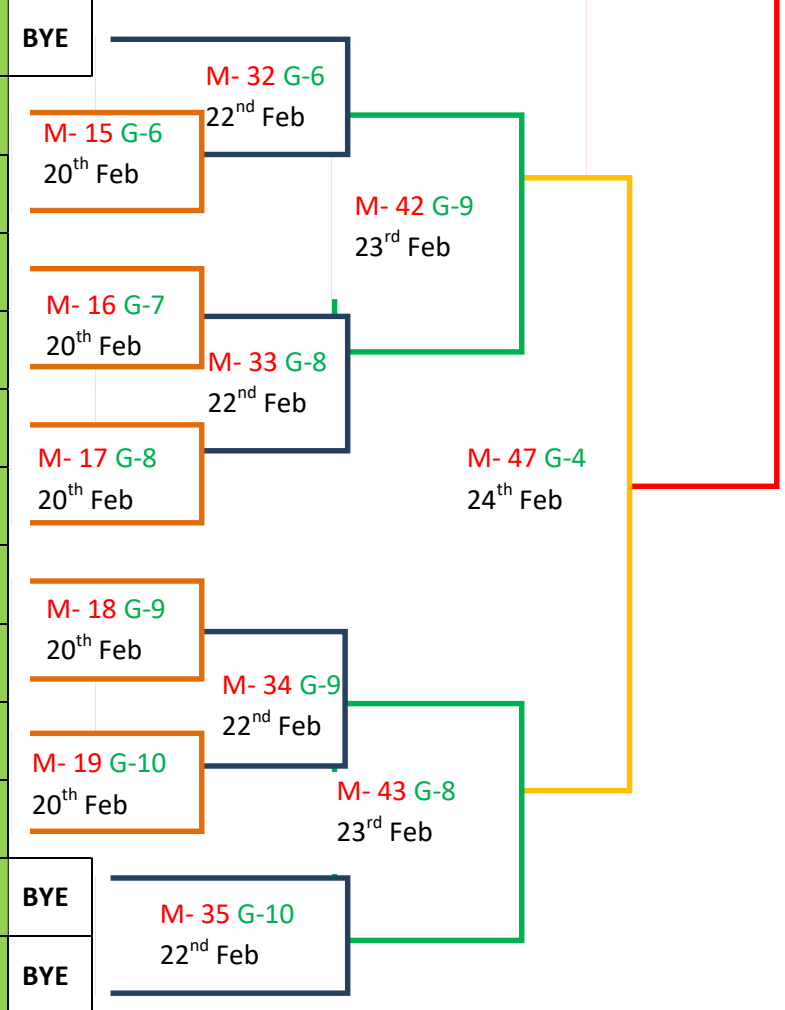 BYE
M- 32 G-6
22nd Feb
M- 15 G-6
20th Feb
M- 42 G-9
23rd Feb
M- 16 G-7
20th Feb
M- 33 G-8
22nd Feb
M- 17 G-8
20th Feb
M- 47 G-4
24th Feb
M- 18 G-9
20th Feb
M- 34 G-9
22nd Feb
M- 19 G-10
20th Feb
M- 43 G-8
23rd Feb
BYE
M- 35 G-10
22nd Feb
BYE